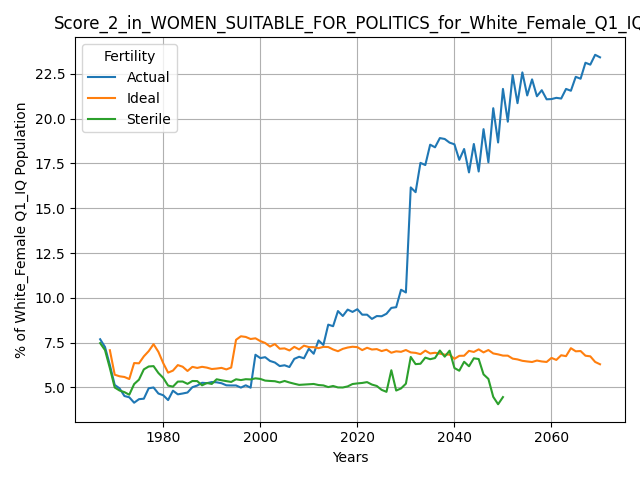 Score_2_in_WOMEN_SUITABLE_FOR_POLITICS_for_White_Female_Q1_IQ
Fertility
Actual
Ideal
Sterile
% of White_Female Q1_IQ Population
22.5
20.0
17.5
15.0
12.5
10.0
7.5
5.0
1980 2000 2020 2040 2060
Years